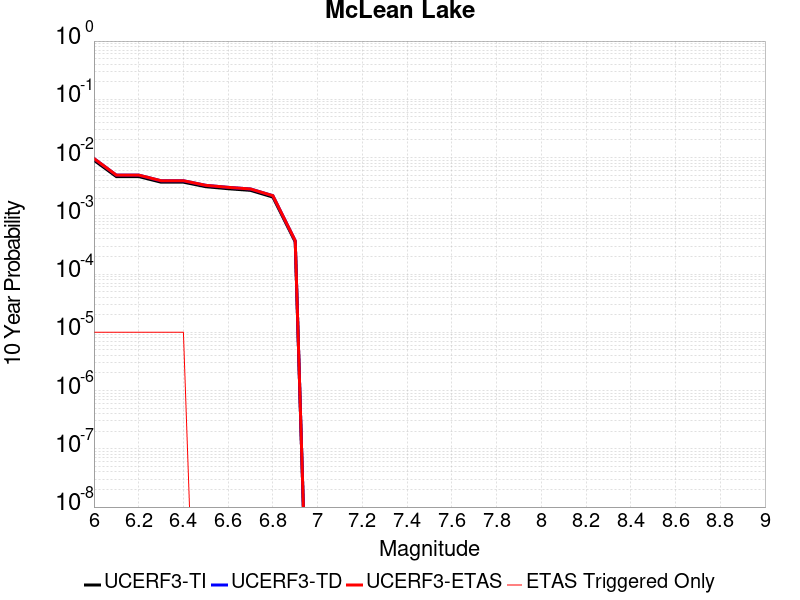 McLean Lake
10 0
10 -1
10 -2
10 -3
10 -4
10 -5
10 -6
10 -7
10 -8
10 Year Probability
6 6.2 6.4 6.6 6.8 7 7.2 7.4 7.6 7.8 8 8.2 8.4 8.6 8.8 9
Magnitude
UCERF3-TI UCERF3-TD UCERF3-ETAS ETAS Triggered Only